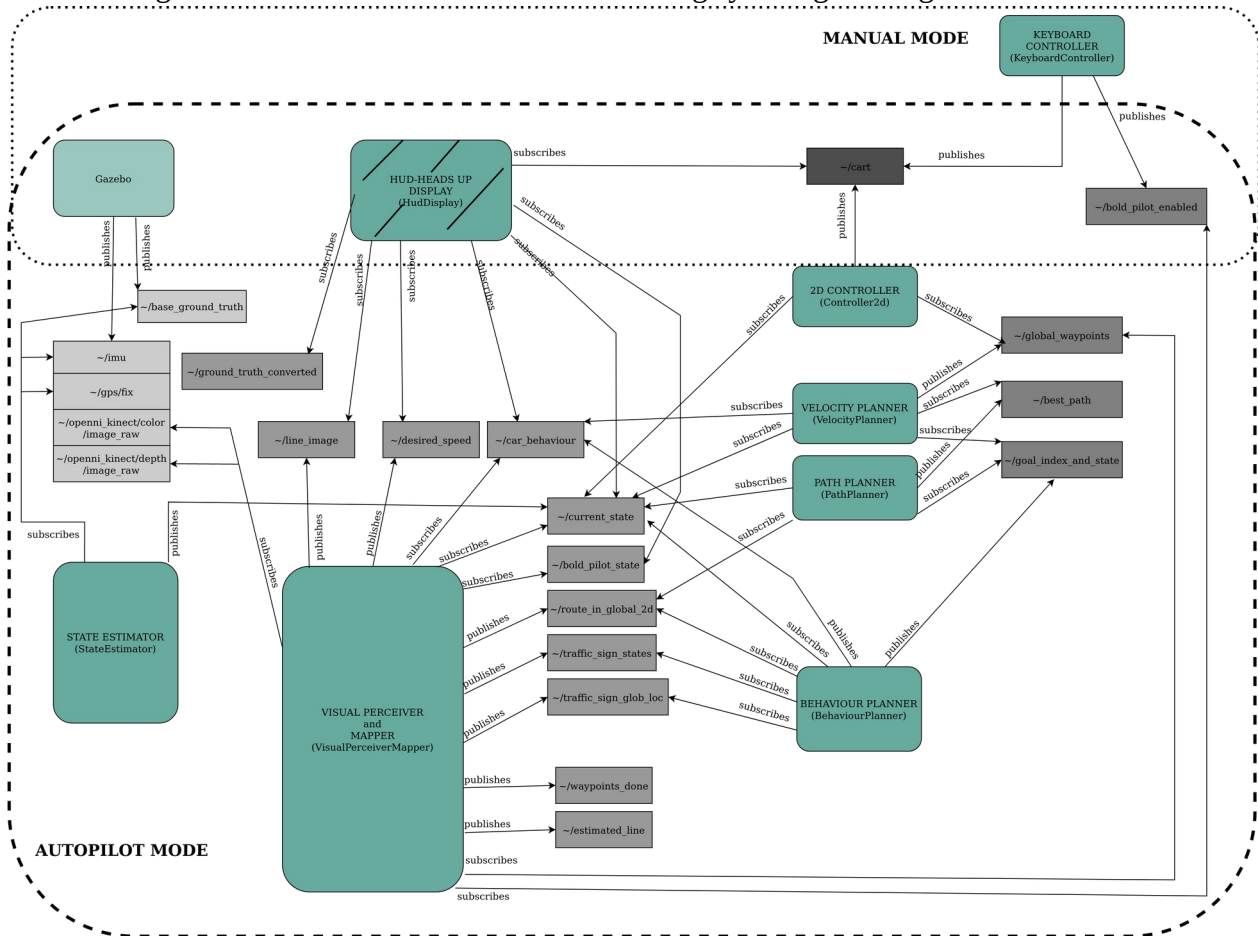 MANUAL MODE
KEYBOARD
CONTROLLER
(KeyboardController)
publishes
publishes
Gazebo
HUD-HEADS UP
DISPLAY
(HudDisplay)
subscribes
~/cart
~/bold_pilot_enabled
publishes
publishes
publishes
subscribes
subscribes
subscribes
subscribes
subscribes
subscribes
2D CONTROLLER
(Controller2d)
subscribes
subscribes
~/base_ground_truth
~/imu
~/gps/fix
~/openni_kinect/color
/image_raw
~/openni_kinect/depth
/image_raw
~/ground_truth_converted
~/global_waypoints
publishes
subscribes
subscribes
VELOCITY PLANNER
(VelocityPlanner)
subscribes
~/best_path
~/line_image
~/desired_speed
~/car_behaviour
subscribes
~/goal_index_and_state
PATH PLANNER
(PathPlanner)
subscribes
publishes
subscribes
subscribes
~/current_state
subscribes
publishes
subscribes
publishes
publishes
subscribes
subscribes
~/bold_pilot_state
subscribes
~/route_in_global_2d
publishes
~/traffic_sign_states
publishes
~/traffic_sign_glob_loc
publishes
subscribes
publishes
publishes
subscribes
subscribes
subscribes
STATE ESTIMATOR
(StateEstimator)
VISUAL PERCEIVER
and
MAPPER
(VisualPerceiverMapper)
BEHAVIOUR PLANNER
(BehaviourPlanner)
publishes
~/waypoints_done
publishes
~/estimated_line
subscribes
subscribes
AUTOPILOT MODE